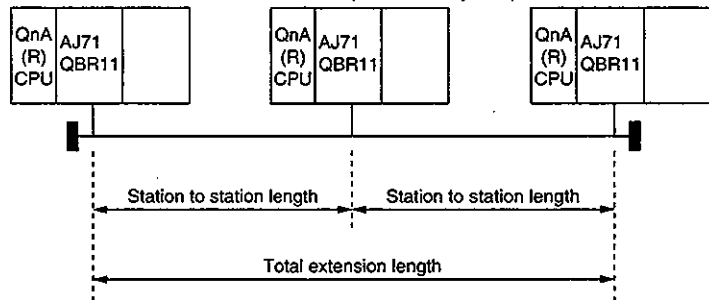 QnA
(R)
CPU
AJ71
QBR11
QnA
(R)
CPU
AJ71
QBR11
QnA
(R)
CPU
AJ71
QBR11
Station to station length
Station to station length
Total extension length